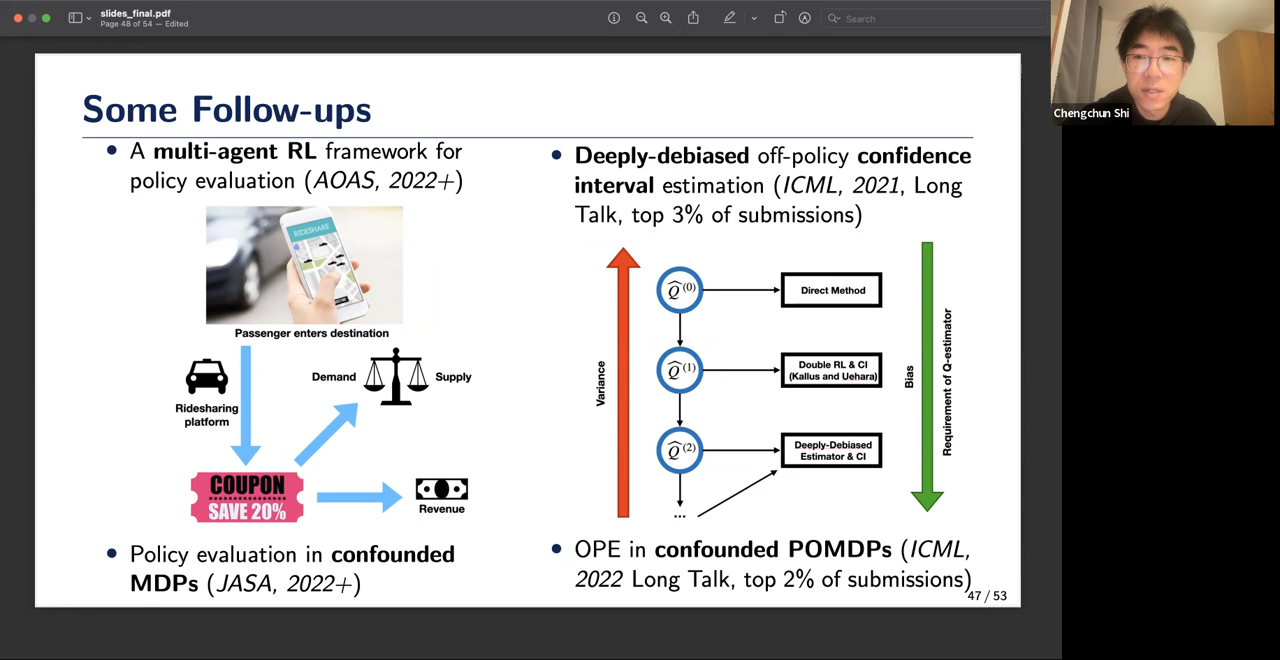 slides_final.pdf
Page 48 of 54 — Edited
Search
Chengchun Shi
Some Follow-ups
• A multi-agent RL framework for
policy evaluation (AOAS, 2022+)
RIDESHARE
Passenger enters destination
Ridesharing
platform
Demand
Supply
COUPON
SAVE 20%
Revenue
• Policy evaluation in confounded
MDPs (JASA, 2022+)
• Deeply-debiased off-policy confidence
interval estimation (ICML, 2021, Long
Talk, top 3% of submissions)
Variance
Q̂(0)
Direct Method
Q̂(1)
Double RL & CI
(Kallus and Uehara)
Q̂(2)
Deeply-Debiased
Estimator & CI
...
Bias
Requirement of Q-estimator
• OPE in confounded POMDPs (ICML,
2022 Long Talk, top 2% of submissions)
47 / 53